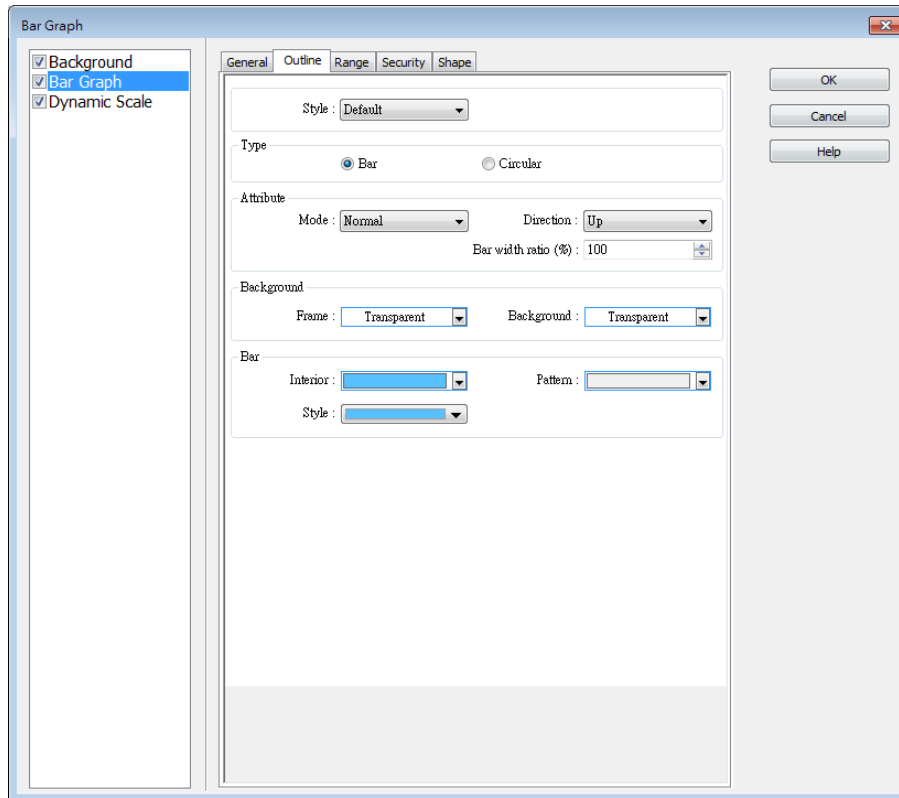 Bar Graph
Background
Bar Graph
Dynamic Scale
General Outline Range Security Shape
Style : Default
Type
Bar Circular
Attribute
Mode : Normal Direction : Up
Bar width ratio (%) : 100
Background
Frame : Transparent Background : Transparent
Bar
Interior : Pattern :
Style :
OK
Cancel
Help